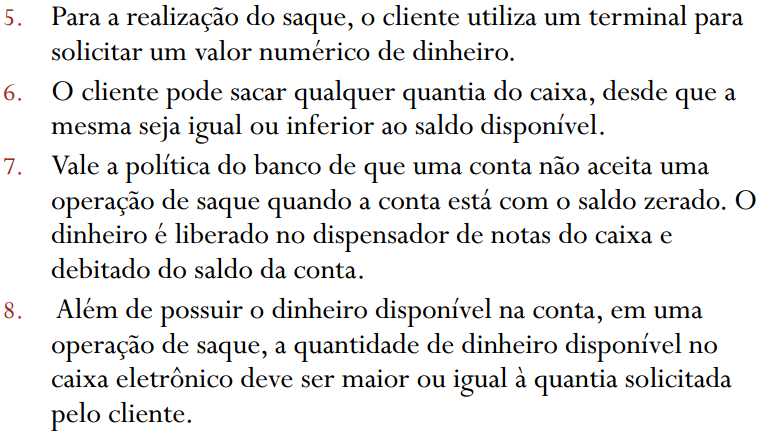 5. Para a realização do saque, o cliente utiliza um terminal para
solicitar um valor numérico de dinheiro.
6. O cliente pode sacar qualquer quantia do caixa, desde que a
mesma seja igual ou inferior ao saldo disponível.
7. Vale a política do banco de que uma conta não aceita uma
operação de saque quando a conta está com o saldo zerado. O
dinheiro é liberado no dispensador de notas do caixa e
debitado do saldo da conta.
8. Além de possuir o dinheiro disponível na conta, em uma
operação de saque, a quantidade de dinheiro disponível no
caixa eletrônico deve ser maior ou igual à quantia solicitada
pelo cliente.